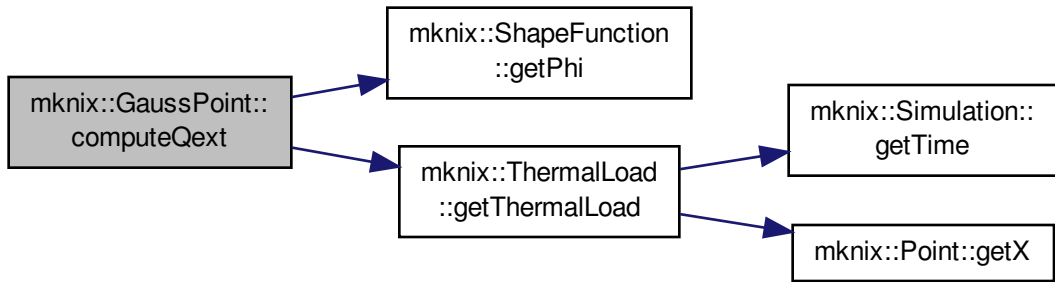 mknix::GaussPoint::
computeQext
mknix::ShapeFunction
::getPhi
mknix::ThermalLoad
::getThermalLoad
mknix::Simulation::
getTime
mknix::Point::getX